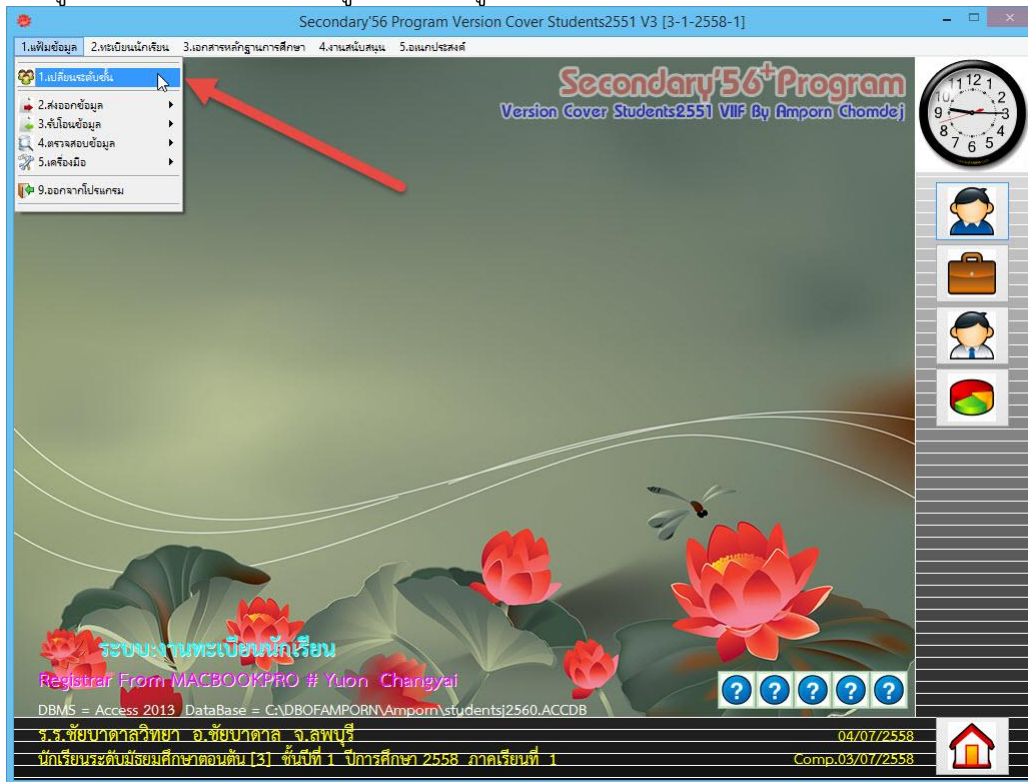 Secondary'56 Program Version Cover Students2551 V3 [3-1-2558-1]
1.แฟ้มข้อมูล 2.ทะเบียนนักเรียน 3.เอกสารหลักฐานการศึกษา 4.งานสนับสนุน 5.อเนกประสงค์
1.เปลี่ยนระดับชั้น
2.ส่งออกข้อมูล
3.รับโอนข้อมูล
4.ตรวจสอบข้อมูล
5.เครื่องมือ
9.ออกจากโปรแกรม
Secondary'56+Program
Version Cover Students2551 VIIF By Amporn Chomdej
12 1 2 3 4 5 6 7 8 9 10 11
ระบบ:งานทะเบียนนักเรียน
Registrar From MACBOOKPRO # Yuon Changyai
? ? ? ? ?
DBMS = Access 2013 DataBase = C:\DBOFAMPORN\Amporn\studentsj2560.ACCDB
ร.ร.ชัยบาดาลวิทยา อ.ชัยบาดาล จ.ลพบุรี 04/07/2558
นักเรียนระดับมัธยมศึกษาตอนต้น [3] ชั้นปีที่ 1 ปีการศึกษา 2558 ภาคเรียนที่ 1 Comp.03/07/2558